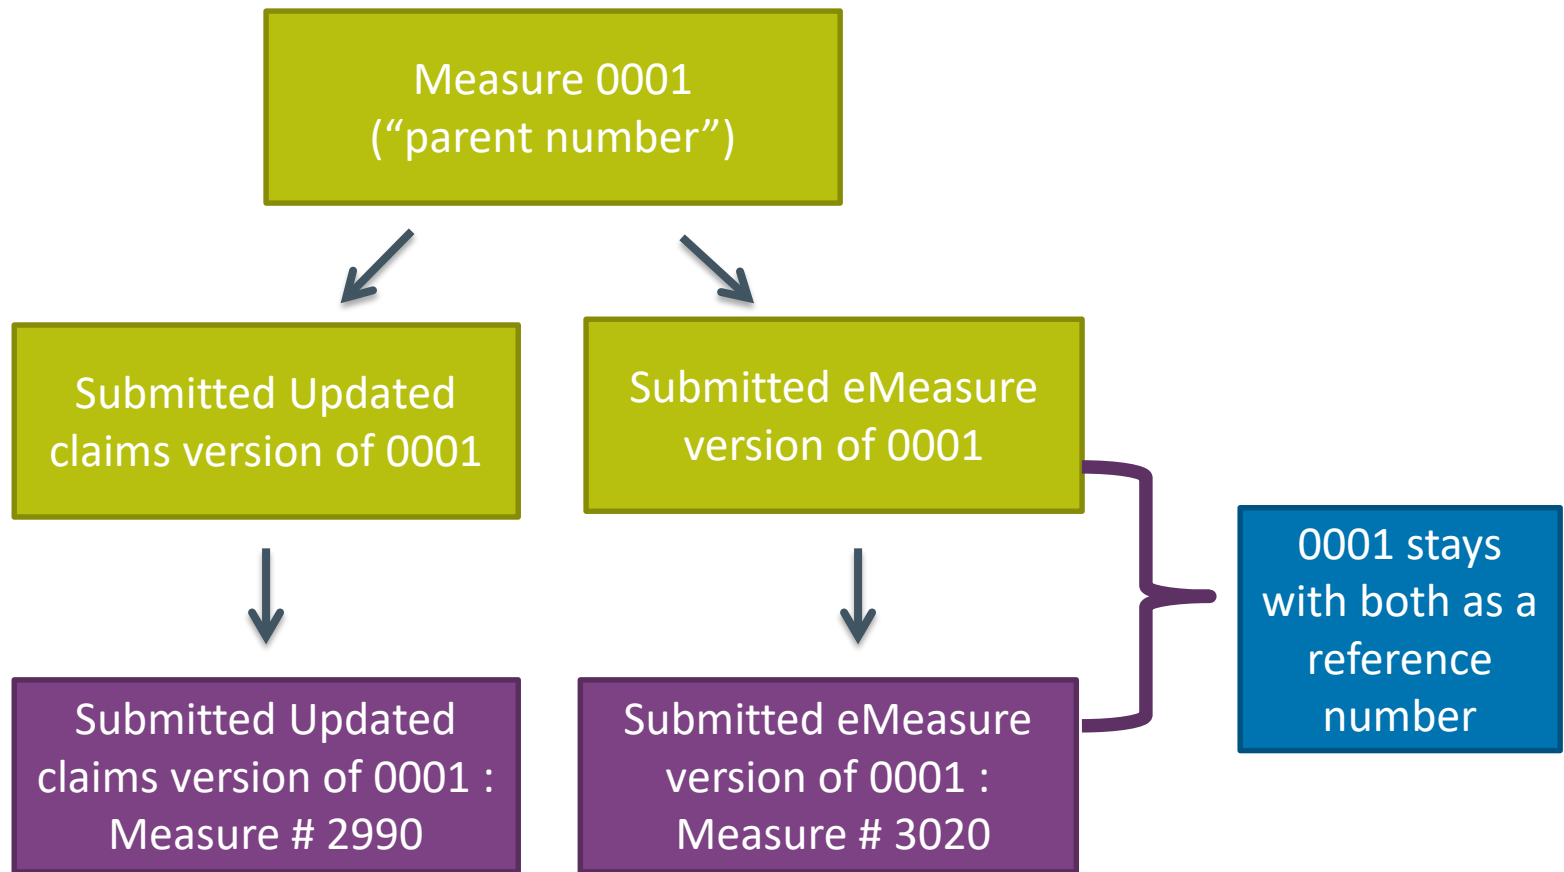 Measure 0001
(“parent number”)
Submitted Updated
claims version of 0001
Submitted eMeasure
version of 0001
0001 stays
with both as a
reference
number
Submitted Updated
claims version of 0001 :
Measure # 2990
Submitted eMeasure
version of 0001 :
Measure # 3020